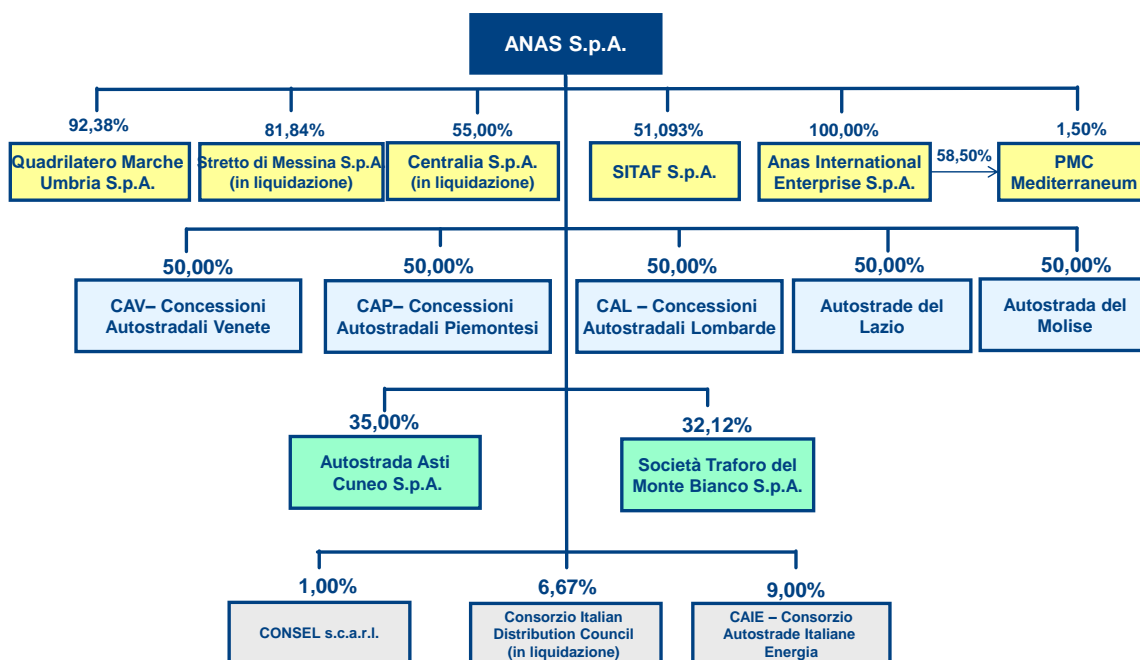 ANAS S.p.A.
92,38%
Quadrilatero Marche
Umbria S.p.A.
81,84%
Stretto di Messina S.p.A.
(in liquidazione)
55,00%
Centralia S.p.A.
(in liquidazione)
51,093%
SITAF S.p.A.
100,00%
Anas International
Enterprise S.p.A.
58,50%
1,50%
PMC
Mediterraneum
50,00%
CAV– Concessioni
Autostradali Venete
50,00%
CAP– Concessioni
Autostradali Piemontesi
50,00%
CAL – Concessioni
Autostradali Lombarde
50,00%
Autostrade del
Lazio
50,00%
Autostrada del
Molise
35,00%
Autostrada Asti
Cuneo S.p.A.
32,12%
Società Traforo del
Monte Bianco S.p.A.
1,00%
CONSEL s.c.a.r.l.
6,67%
Consorzio Italian
Distribution Council
(in liquidazione)
9,00%
CAIE – Consorzio
Autostrade Italiane
Energia